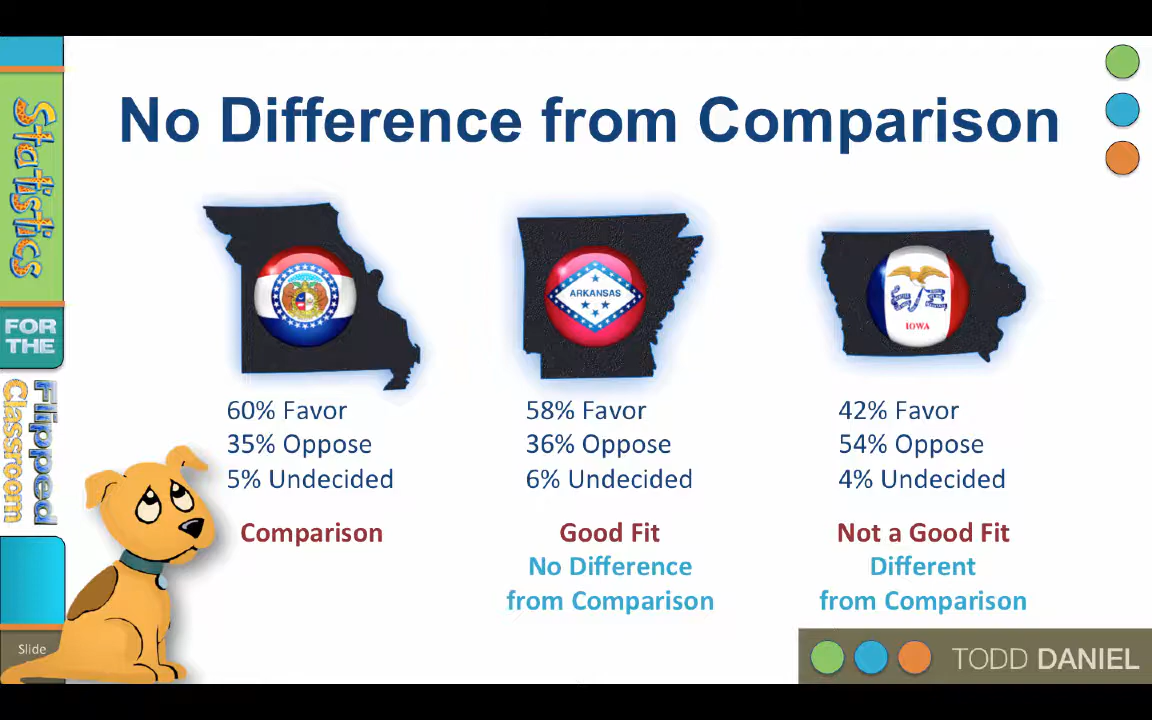 No Difference from Comparison
Statistics
FOR THE
Flipped
Classroom
ARKANSAS
IOWA
60% Favor
35% Oppose
5% Undecided
Comparison
58% Favor
36% Oppose
6% Undecided
Good Fit
No Difference
from Comparison
42% Favor
54% Oppose
4% Undecided
Not a Good Fit
Different
from Comparison
Slide
TODD DANIEL